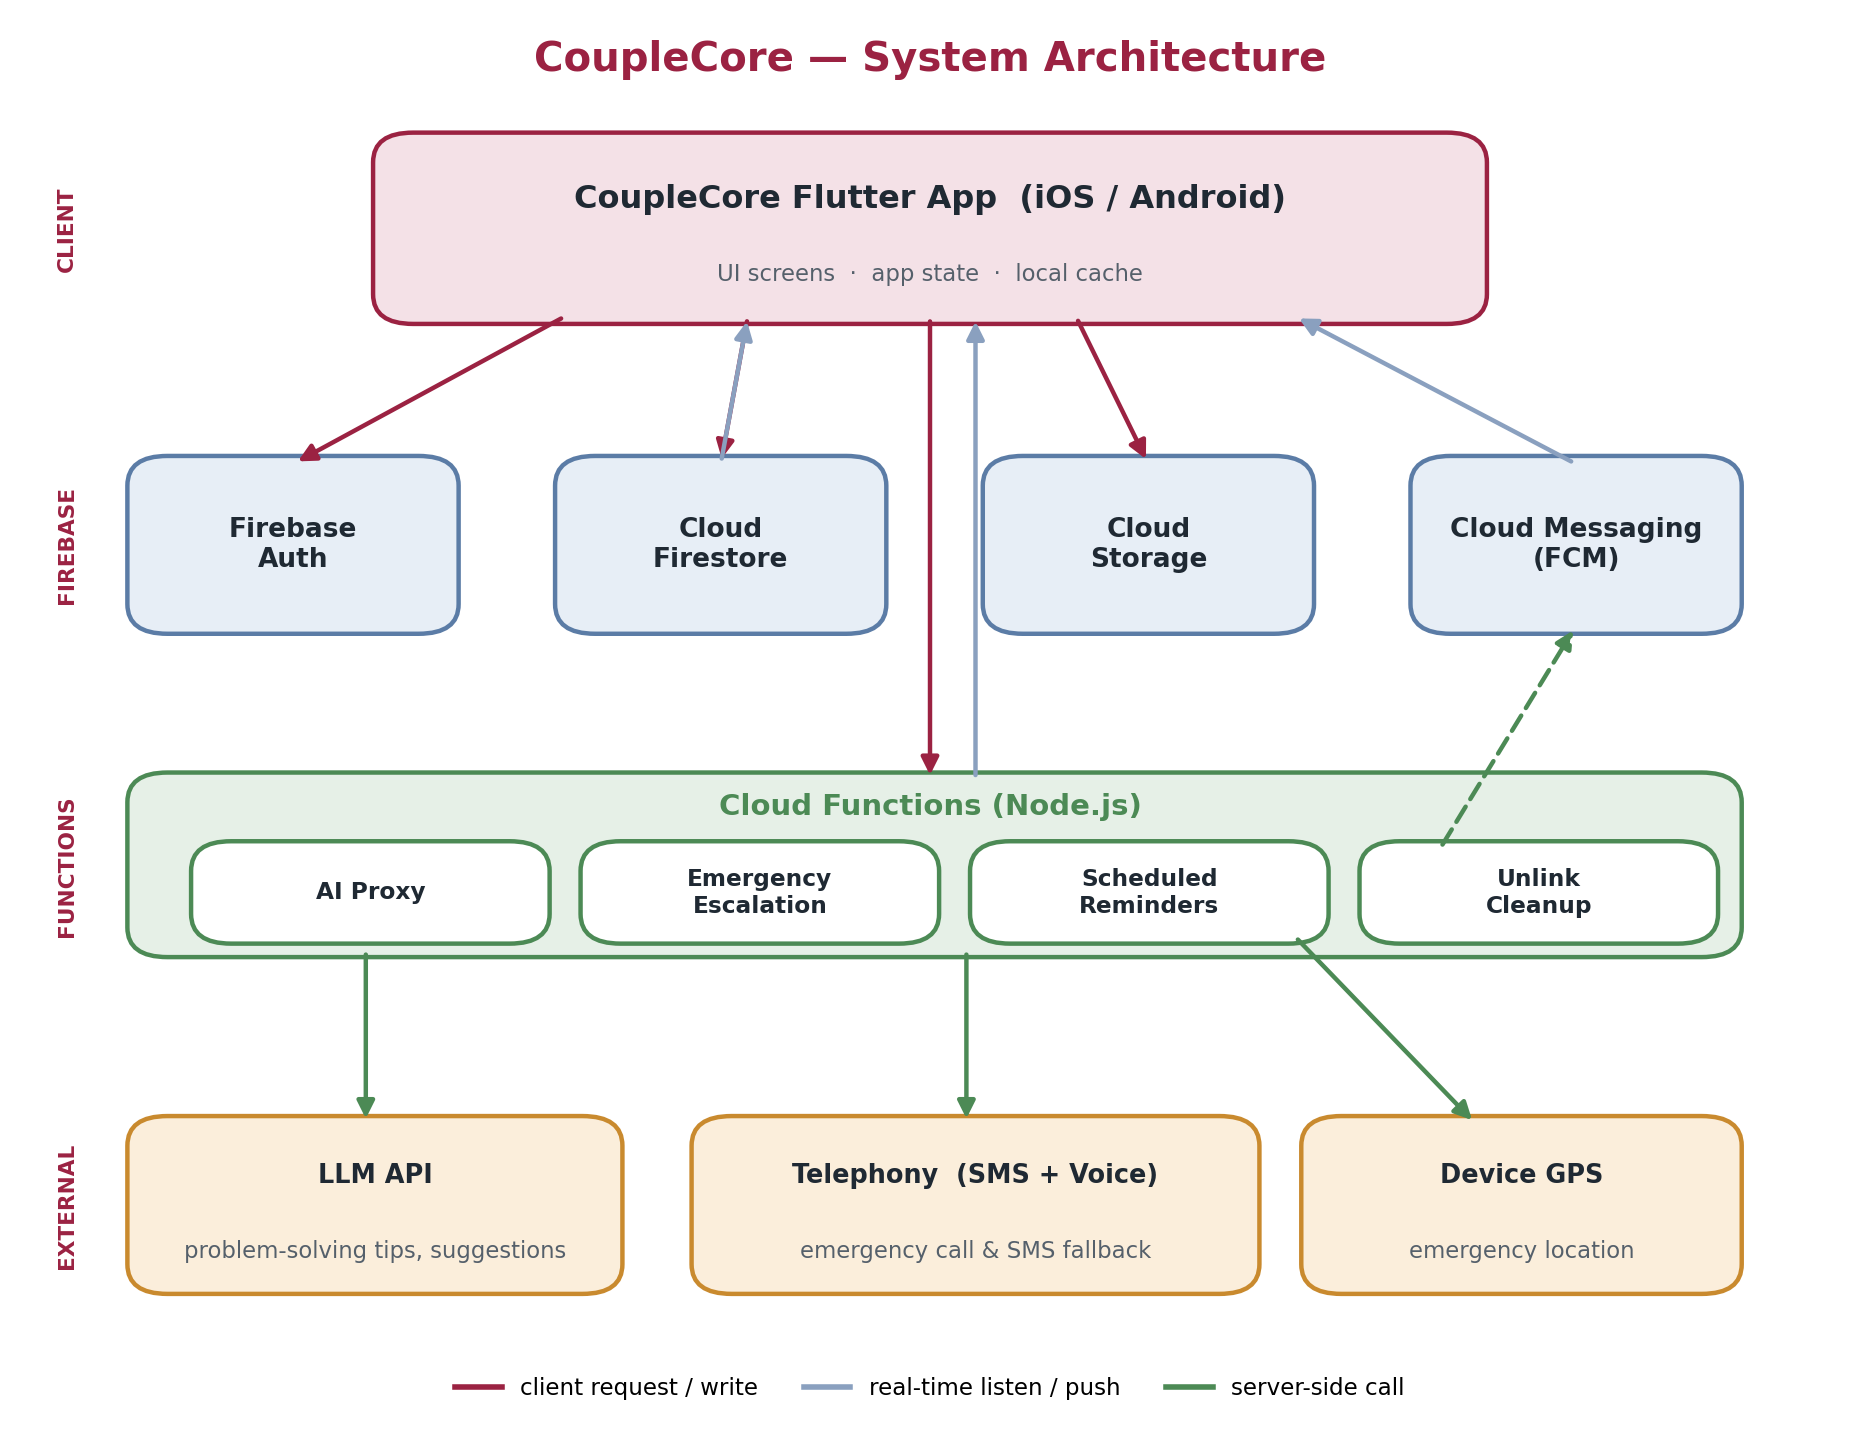 CoupleCore — System Architecture
CLIENT
CoupleCore Flutter App (iOS / Android)
UI screens · app state · local cache
FIREBASE
Firebase
Auth
Cloud
Firestore
Cloud
Storage
Cloud Messaging
(FCM)
FUNCTIONS
Cloud Functions (Node.js)
AI Proxy
Emergency
Escalation
Scheduled
Reminders
Unlink
Cleanup
EXTERNAL
LLM API
problem-solving tips, suggestions
Telephony (SMS + Voice)
emergency call & SMS fallback
Device GPS
emergency location
client request / write
real-time listen / push
server-side call